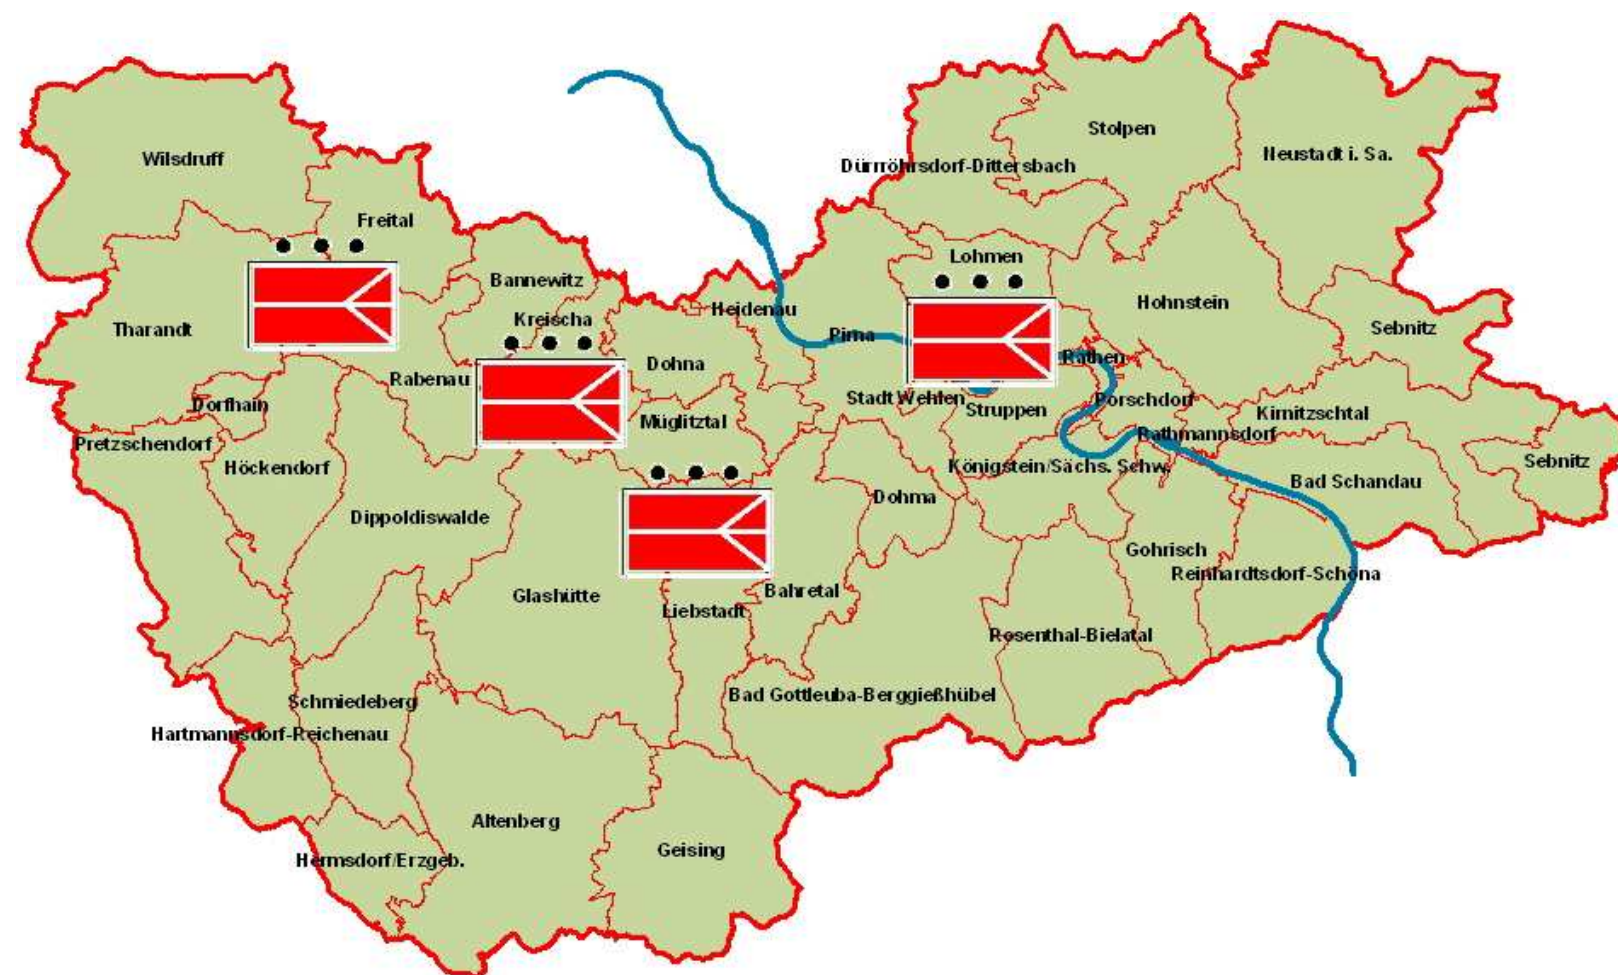 Stolpen
Neustadt i. Sa.
Wilsdruff
Dürrröhrsdorf-Dittersbach
Freital
Lohmen
Bannewitz
Hohnstein
Heidenau
Kreischa
Tharandt
Sebnitz
Pirna
Rathen
Dohna
Rabenau
Stadt Wehlen
Porschdorf
Dorfhain
Struppen
Kirnitzschtal
Müglitztal
Rathmannsdorf
Pretzschendorf
Sebnitz
Höckendorf
Königstein/Sächs. Schw.
Bad Schandau
Dohma
Dippoldiswalde
Gohrisch
Reinhardtsdorf-Schöna
Bahretal
Glashütte
Liebstadt
Rosenthal-Bielatal
Bad Gottleuba-Berggießhübel
Schmiedeberg
Hartmannsdorf-Reichenau
Altenberg
Geising
Hermsdorf/Erzgeb.